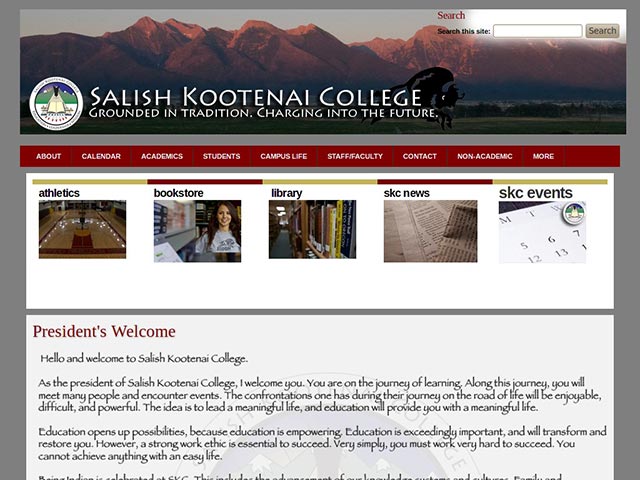 Search
Search this site:
Search
SALISH KOOTENAI COLLEGE
GROUNDED IN TRADITION. CHARGING INTO THE FUTURE.
ABOUT CALENDAR ACADEMICS STUDENTS CAMPUS LIFE STAFF/FACULTY CONTACT NON-ACADEMIC MORE
athletics bookstore library skc news skc events
M T W
5 6
12 13
President's Welcome
Hello and welcome to Salish Kootenai College.
As the president of Salish Kootenai College, I welcome you. You are on the journey of learning. Along this journey, you will
meet many people and encounter events. The confrontations one has during their journey on the road of life will be enjoyable,
difficult, and powerful. The idea is to lead a meaningful life, and education will provide you with a meaningful life.
Education opens up possibilities, because education is empowering. Education is exceedingly important, and will transform and
restore you. However, a strong work ethic is essential to succeed. Very simply, you must work very hard to succeed. You
cannot achieve anything with an easy life.
Being Indian is celebrated at SKC. This includes the advancement of our knowledge systems and cultures. Family and